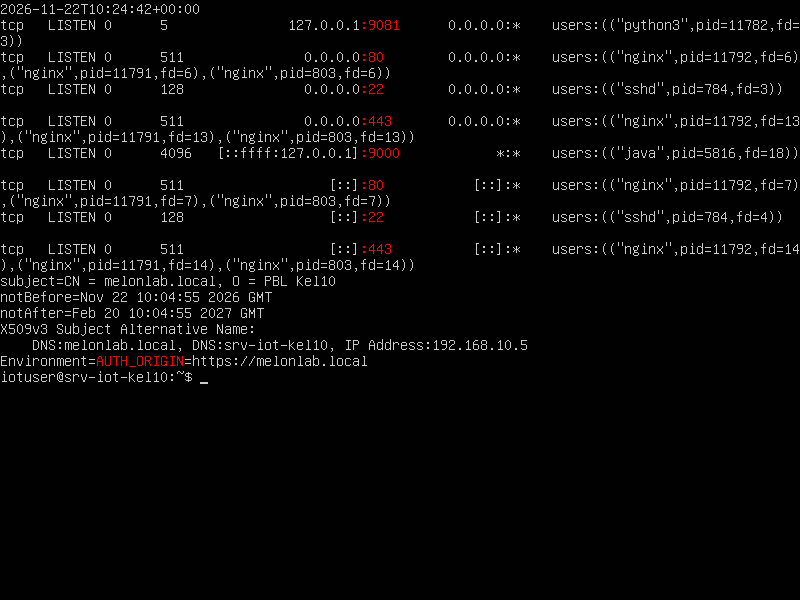 2026-11-22T10:24:42+00:00
tcp   LISTEN 0      5               127.0.0.1:9081      0.0.0.0:*    users:(("python3",pid=11782,fd=
3))
tcp   LISTEN 0      511               0.0.0.0:80        0.0.0.0:*    users:(("nginx",pid=11792,fd=6)
,("nginx",pid=11791,fd=6),("nginx",pid=803,fd=6))
tcp   LISTEN 0      128               0.0.0.0:22        0.0.0.0:*    users:(("sshd",pid=784,fd=3))
tcp   LISTEN 0      511               0.0.0.0:443       0.0.0.0:*    users:(("nginx",pid=11792,fd=13
),("nginx",pid=11791,fd=13),("nginx",pid=803,fd=13))
tcp   LISTEN 0      4096   [::ffff:127.0.0.1]:9000            *:*    users:(("java",pid=5816,fd=18))
tcp   LISTEN 0      511                  [::]:80           [::]:*    users:(("nginx",pid=11792,fd=7)
,("nginx",pid=11791,fd=7),("nginx",pid=803,fd=7))
tcp   LISTEN 0      128                  [::]:22           [::]:*    users:(("sshd",pid=784,fd=4))
tcp   LISTEN 0      511                  [::]:443          [::]:*    users:(("nginx",pid=11792,fd=14
),("nginx",pid=11791,fd=14),("nginx",pid=803,fd=14))
subject=CN = melonlab.local, O = PBL Kel10
notBefore=Nov 22 10:04:55 2026 GMT
notAfter=Feb 20 10:04:55 2027 GMT
X509v3 Subject Alternative Name:
    DNS:melonlab.local, DNS:srv-iot-kel10, IP Address:192.168.10.5
Environment=AUTH_ORIGIN=https://melonlab.local
iotuser@srv-iot-kel10:~$ _